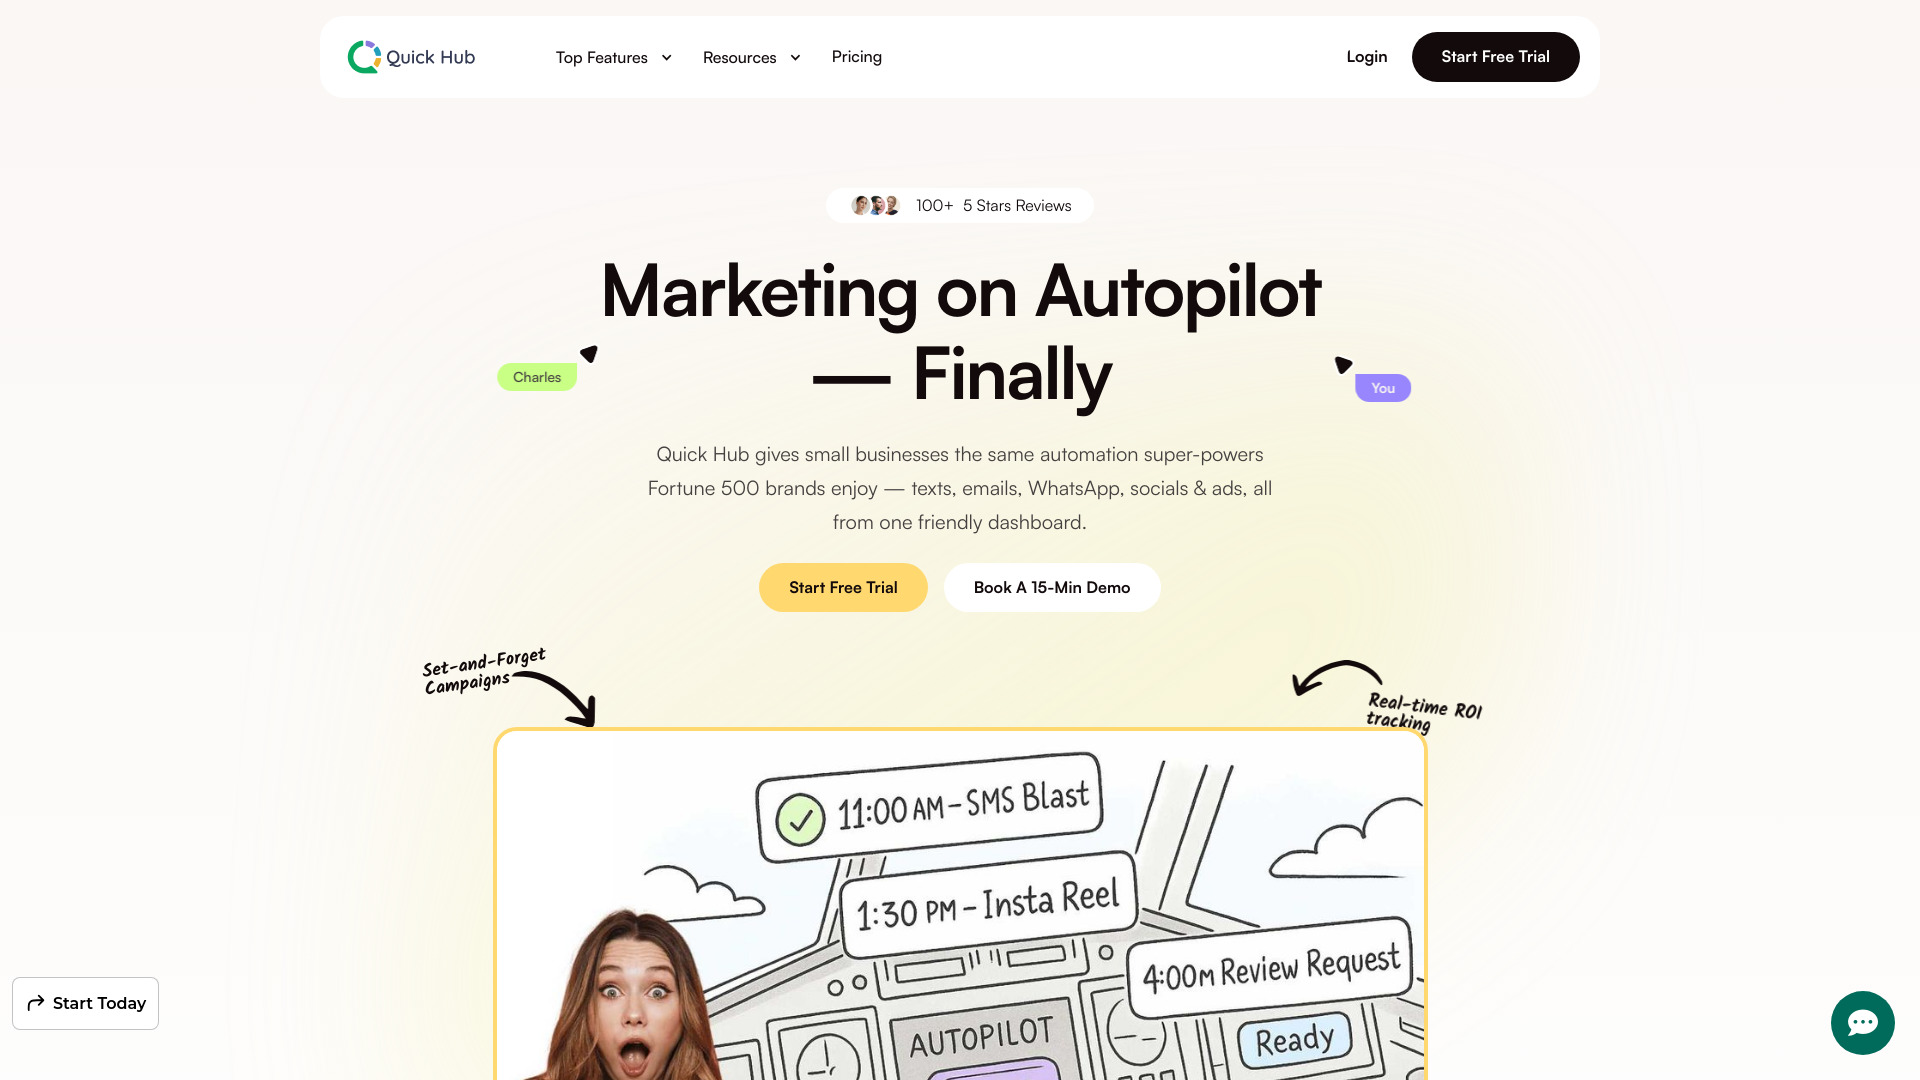 Quick Hub
Top Features
Resources
Pricing
Login
Start Free Trial
100+ 5 Stars Reviews
Marketing on Autopilot
— Finally
Charles
You
Quick Hub gives small businesses the same automation super-powers
Fortune 500 brands enjoy — texts, emails, WhatsApp, socials & ads, all
from one friendly dashboard.
Start Free Trial
Book A 15-Min Demo
Set-and-Forget
Campaigns
Real-time ROI
tracking
11:00 AM – SMS Blast
1:30 PM – Insta Reel
4:00M Review Request
AUTOPILOT
Ready
Start Today